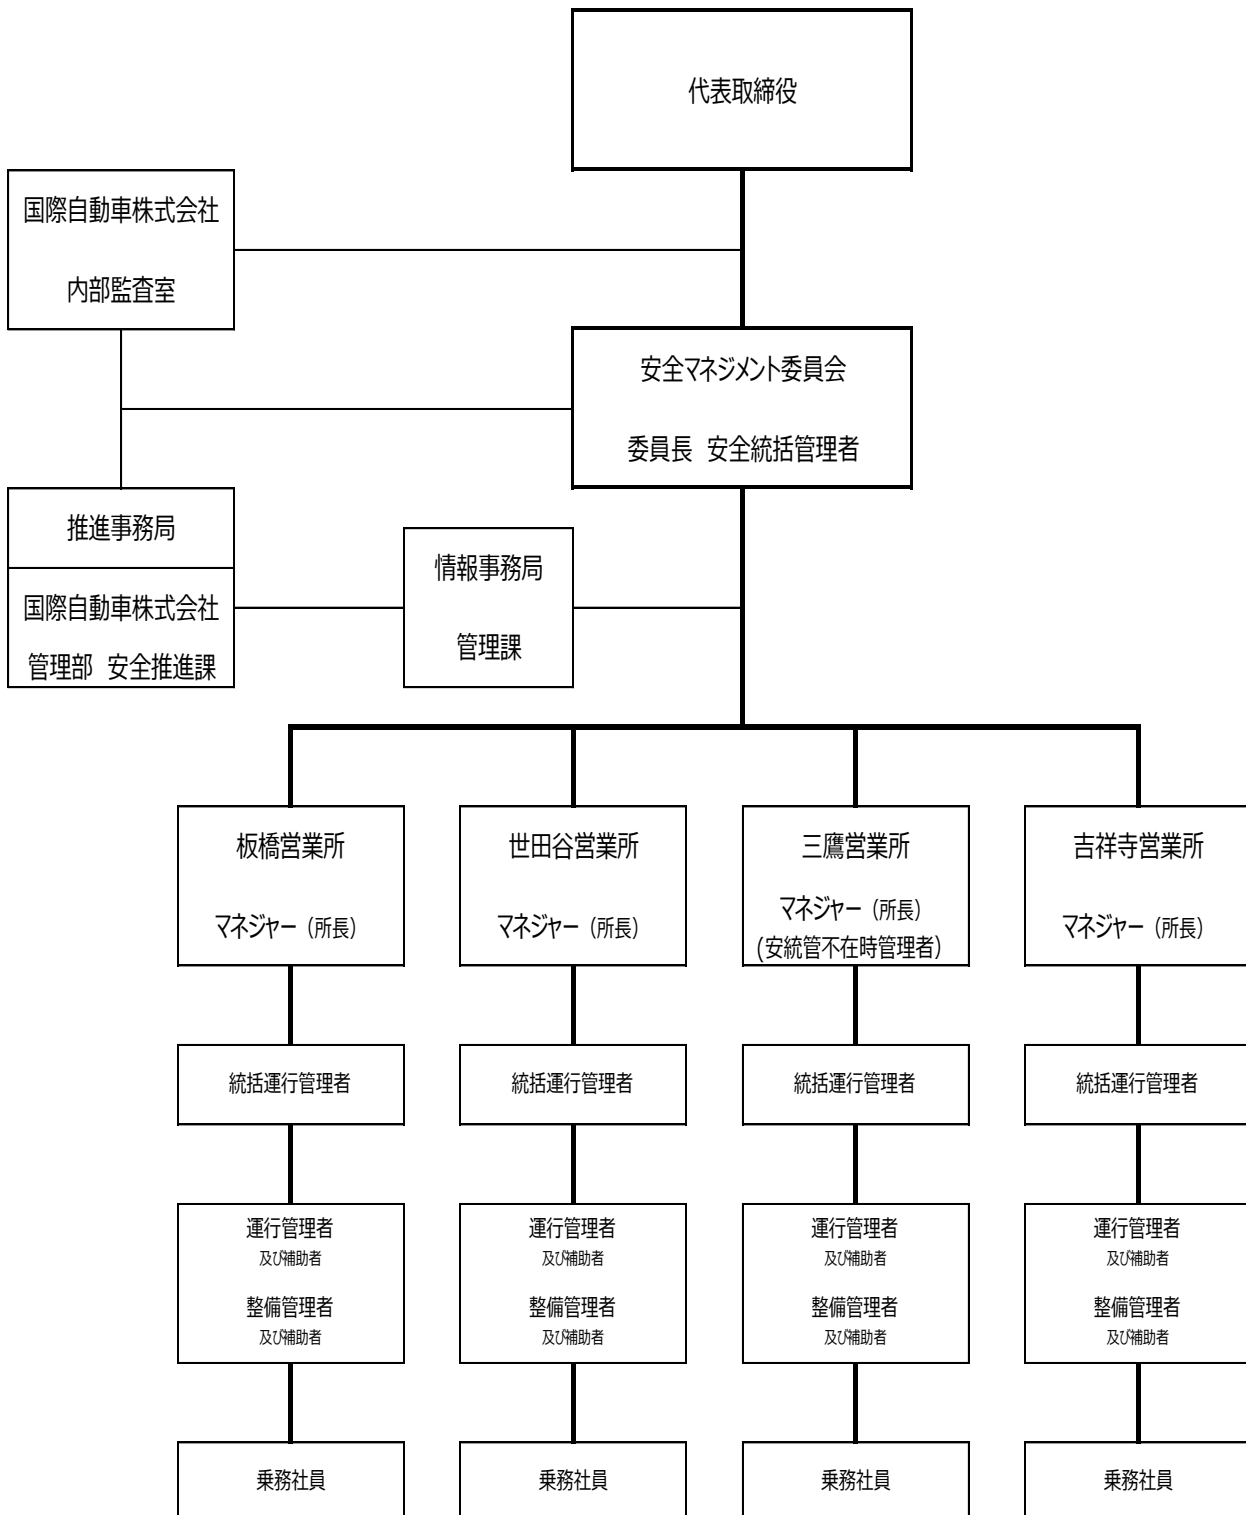 代表取締役
国際自動車株式会社
内部監査室
安全マネジメント委員会
委員長 安全統括管理者
推進事務局
国際自動車株式会社
管理部 安全推進課
情報事務局
管理課
板橋営業所
マネジャー（所長）
世田谷営業所
マネジャー（所長）
三鷹営業所
マネジャー（所長）
(安統管不在時管理者）
吉祥寺営業所
マネジャー（所長）
統括運行管理者
統括運行管理者
統括運行管理者
統括運行管理者
運行管理者
及び補助者
整備管理者
及び補助者
運行管理者
及び補助者
整備管理者
及び補助者
運行管理者
及び補助者
整備管理者
及び補助者
運行管理者
及び補助者
整備管理者
及び補助者
乗務社員
乗務社員
乗務社員
乗務社員